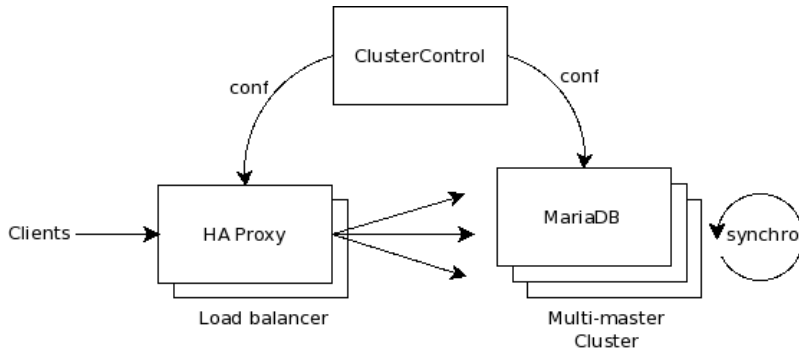 ClusterControl
conf
conf
MariaDB
Clients
HA Proxy
synchro
Load balancer
Multi-master
Cluster